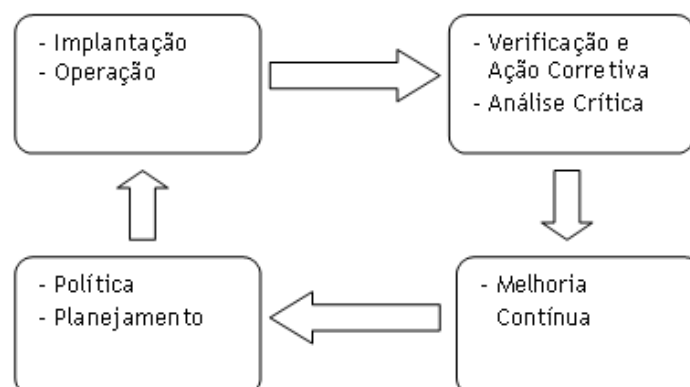 - Implantação
- Operação
- Verificação e
Ação Corretiva
- Análise Crítica
- Política
- Planejamento
- Melhoria
Contínua